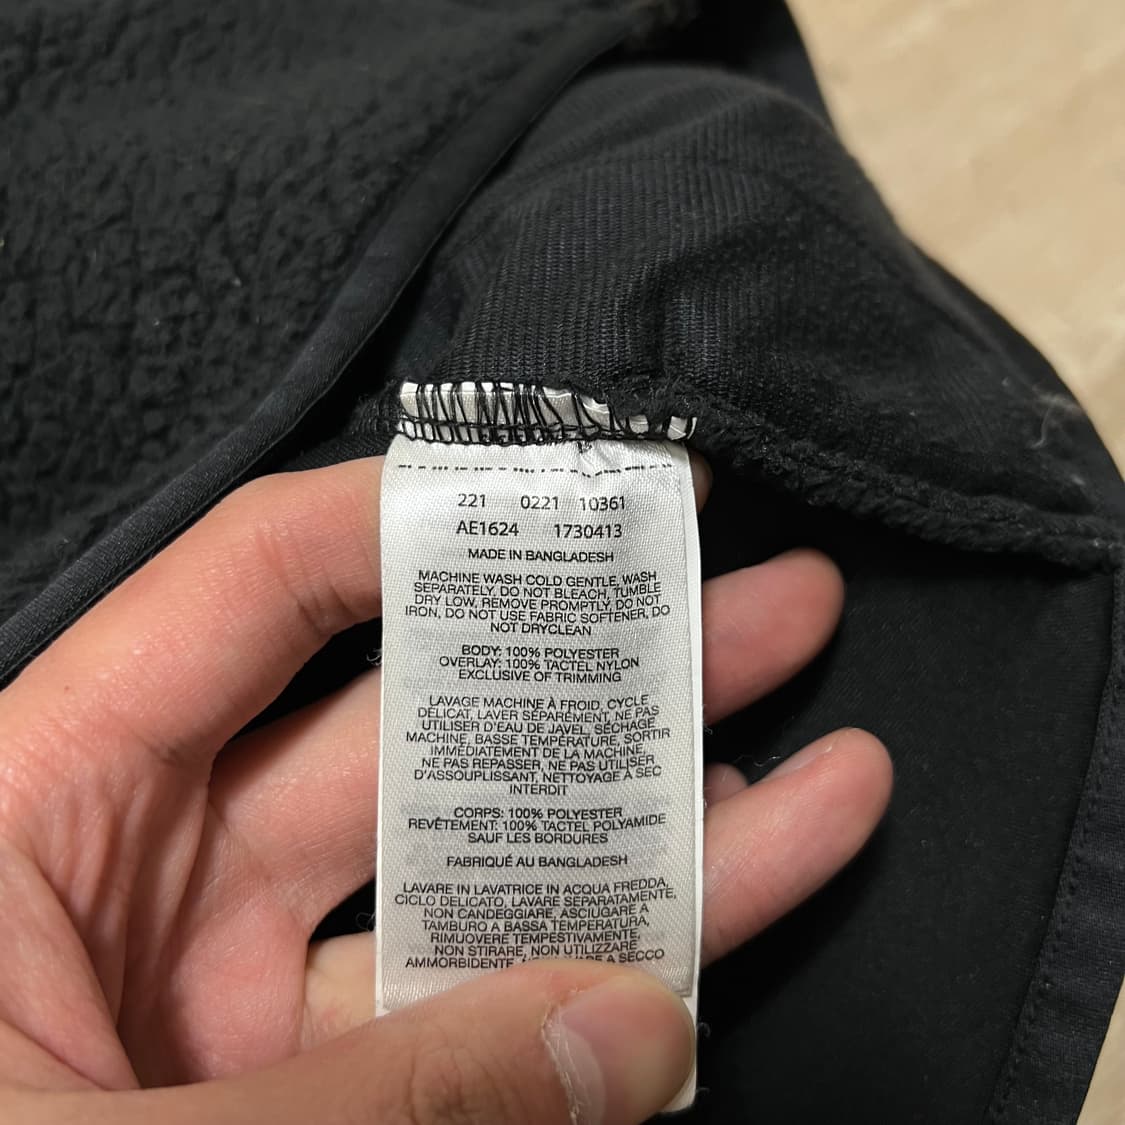 221 0221 10361
AE1624 1730413
MADE IN BANGLADESH
MACHINE WASH COLD GENTLE, WASH
SEPARATELY, DO NOT BLEACH, TUMBLE
DRY LOW, REMOVE PROMPTLY, DO NOT
IRON, DO NOT USE FABRIC SOFTENER, DO
NOT DRYCLEAN
BODY: 100% POLYESTER
OVERLAY: 100% TACTEL NYLON
EXCLUSIVE OF TRIMMING
LAVAGE MACHINE À FROID, CYCLE
DÉLICAT, LAVER SÉPARÉMENT, NE PAS
UTILISER D'EAU DE JAVEL, SÉCHAGE
MACHINE, BASSE TEMPÉRATURE, SORTIR
IMMÉDIATEMENT DE LA MACHINE,
NE PAS REPASSER, NE PAS UTILISER
D'ASSOUPLISSANT, NETTOYAGE À SEC
INTERDIT
CORPS: 100% POLYESTER
REVÊTEMENT: 100% TACTEL POLYAMIDE
SAUF LES BORDURES
FABRIQUÉ AU BANGLADESH
LAVARE IN LAVATRICE IN ACQUA FREDDA,
CICLO DELICATO, LAVARE SEPARATAMENTE,
NON CANDEGGIARE, ASCIUGARE A
TAMBURO A BASSA TEMPERATURA,
RIMUOVERE TEMPESTIVAMENTE,
NON STIRARE, NON UTILIZZARE
AMMORBIDENTE, A SECCO